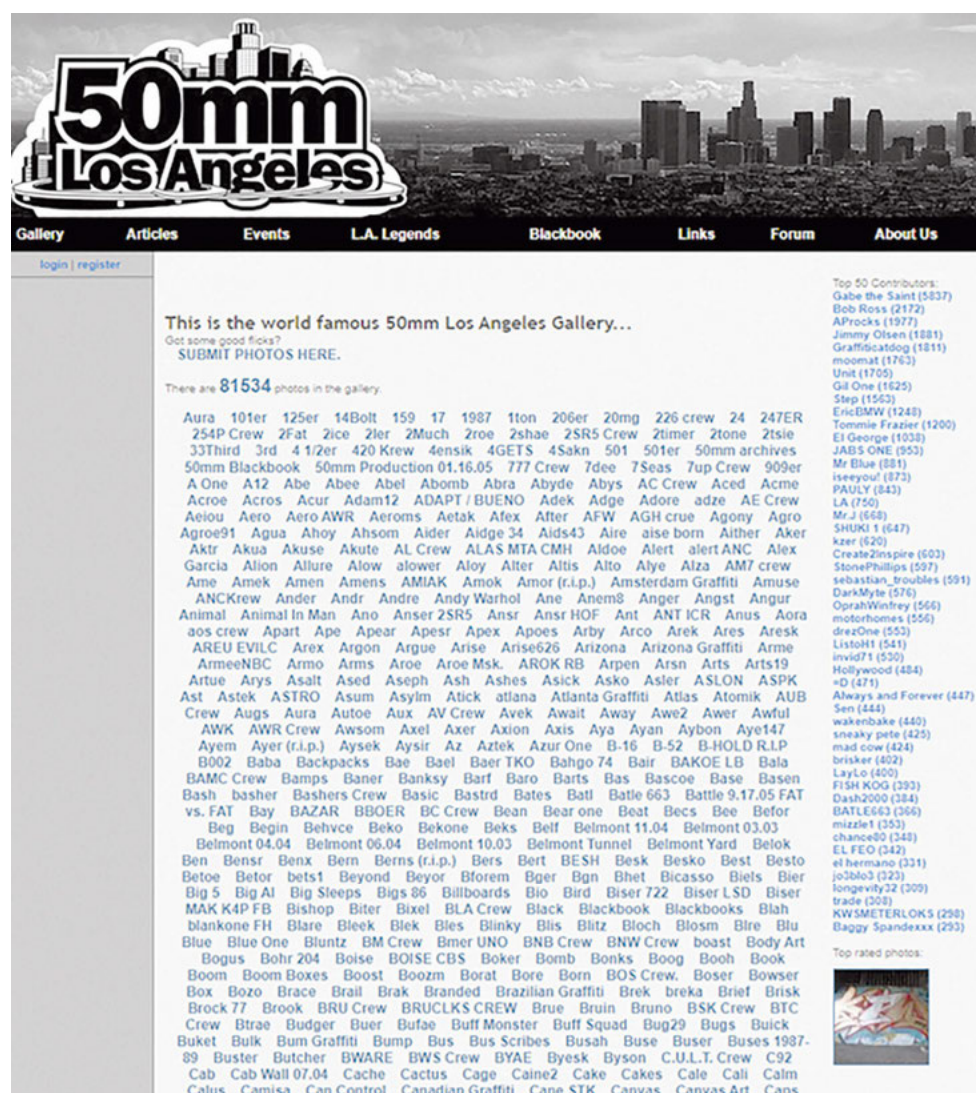 50mm
Los Angeles
Gallery Articles Events L.A. Legends Blackbook Links Forum About Us
login | register
This is the world famous 50mm Los Angeles Gallery...
Got some good flicks?
SUBMIT PHOTOS HERE.
There are 81534 photos in the gallery.
Aura 101er 125er 14Bolt 159 17 1987 1ton 206er 20mg 226 crew 24 247ER
254P Crew 2Fat 2ice 2ler 2Much 2roe 2shae 2SR5 Crew 2timer 2tone 2tsie
33Third 3rd 4 1/2er 420 Krew 4ensik 4GETS 4Sakn 501 501er 50mm archives
50mm Blackbook 50mm Production 01.16.05 777 Crew 7dee 7Seas 7up Crew 909er
A One A12 Abe Abee Abel Abomb Abra Abyde Abys AC Crew Aced Acme
Acroe Acros Acur Adam12 ADAPT / BUENO Adek Adge Adore adze AE Crew
Aeiou Aero Aero AWR Aeroms Aetak Afex After AFW AGH crue Agony Agro
Agroe91 Agua Ahoy Ahsom Aider Aidge 34 Aids43 Aire aise born Aither Aker
Aktr Akua Akuse Akute AL Crew ALAS MTA CMH Aldoe Alert alert ANC Alex
Garcia Alion Allure Alow alower Aloy Alter Altis Alto Alye Alza AM7 crew
Ame Amek Amen Amens AMIAK Amok Amor (r.i.p.) Amsterdam Graffiti Amuse
ANCKrew Ander Andr Andre Andy Warhol Ane Anem8 Anger Angst Angur
Animal Animal In Man Ano Anser 2SR5 Ansr Ansr HOF Ant ANT ICR Anus Aora
aos crew Apart Ape Apear Apesr Apex Apoes Arby Arco Arek Ares Aresk
AREU EVILC Arex Argon Argue Arise Arise626 Arizona Arizona Graffiti Arme
ArmeeNBC Armo Arms Aroe Aroe Msk. AROK RB Arpen Arsn Arts Arts19
Artue Arys Asalt Ased Aseph Ash Ashes Asick Asko Asler ASLON ASPK
Ast Astek ASTRO Asum Asylm Atick atlana Atlanta Graffiti Atlas Atomik AUB
Crew Augs Aura Autoe Aux AV Crew Avek Await Away Awe2 Awer Awful
AWK AWR Crew Awsom Axel Axer Axion Axis Aya Ayan Aybon Aye147
Ayem Ayer (r.i.p.) Aysek Aysir Az Aztek Azur One B-16 B-52 B-HOLD R.I.P
B002 Baba Backpacks Bae Bael Baer TKO Bahgo 74 Bair BAKOE LB Bala
BAMC Crew Bamps Baner Banksy Barf Baro Barts Bas Bascoe Base Basen
Bash basher Bashers Crew Basic Bastrd Bates Batl Batle 663 Battle 9.17.05 FAT
vs. FAT Bay BAZAR BBOER BC Crew Bean Bear one Beat Becs Bee Befor
Beg Begin Behvce Beko Bekone Beks Belf Belmont 11.04 Belmont 03.03
Belmont 04.04 Belmont 06.04 Belmont 10.03 Belmont Tunnel Belmont Yard Belok
Ben Bensr Benx Bern Berns (r.i.p.) Bers Bert BESH Besk Besko Best Besto
Betoe Betor bets1 Beyond Beyor Bforem Bger Bgn Bhet Bicasso Biels Bier
Big 5 Big Al Big Sleeps Bigs 86 Billboards Bio Bird Biser 722 Biser LSD Biser
MAK K4P FB Bishop Biter Bixel BLA Crew Black Blackbook Blackbooks Blah
blankone FH Blare Bleek Blek Bles Blinky Blis Blitz Bloch Blosm Blre Blu
Blue Blue One Bluntz BM Crew Bmer UNO BNB Crew BNW Crew boast Body Art
Bogus Bohr 204 Boise BOISE CBS Boker Bomb Bonks Boog Booh Book
Boom Boom Boxes Boost Boozm Borat Bore Born BOS Crew. Boser Bowser
Box Bozo Brace Brail Brak Branded Brazilian Graffiti Brek breka Brief Brisk
Brock 77 Brook BRU Crew BRUCLKS CREW Brue Bruin Bruno BSK Crew BTC
Crew Btrae Budger Buer Bufae Buff Monster Buff Squad Bug29 Bugs Buick
Buket Bulk Bum Graffiti Bump Bus Bus Scribes Busah Buse Buser Buses 1987-
89 Buster Butcher BWARE BWS Crew BYAE Byesk Byson C.U.L.T. Crew C92
Cab Cab Wall 07.04 Cache Cactus Cage Caine2 Cake Cakes Cale Cali Calm
Calus Camisa Can Control Canadian Graffiti Cane STK Canvas Canvas Art Caps
Top 50 Contributors:
Gabe the Saint (5837)
Bob Ross (2172)
AProcks (1977)
Jimmy Olsen (1881)
Graffiticatdog (1811)
moomat (1763)
Unit (1705)
Gil One (1625)
Step (1563)
EricBMW (1248)
Tommie Frazier (1200)
El George (1038)
JABS ONE (953)
Mr Blue (881)
iseeyou! (873)
PAULY (843)
LA (750)
Mr.J (668)
SHUKI 1 (647)
kzer (620)
Create2Inspire (603)
StonePhillips (597)
sebastian_troubles (591)
DarkMyte (576)
OprahWinfrey (566)
motorhomes (556)
drezOne (553)
ListoH1 (541)
invid71 (530)
Hollywood (484)
=D (471)
Always and Forever (447)
Sen (444)
wakenbake (440)
sneaky pete (425)
mad cow (424)
brisker (402)
LayLo (400)
FISH KOG (393)
Dash2000 (384)
BATLE663 (366)
mizzle1 (353)
chance80 (348)
EL FEO (342)
el hermano (331)
jo3blo3 (323)
longevity32 (309)
trade (308)
KWSMETERLOKS (298)
Baggy Spandexxx (293)
Top rated photos: